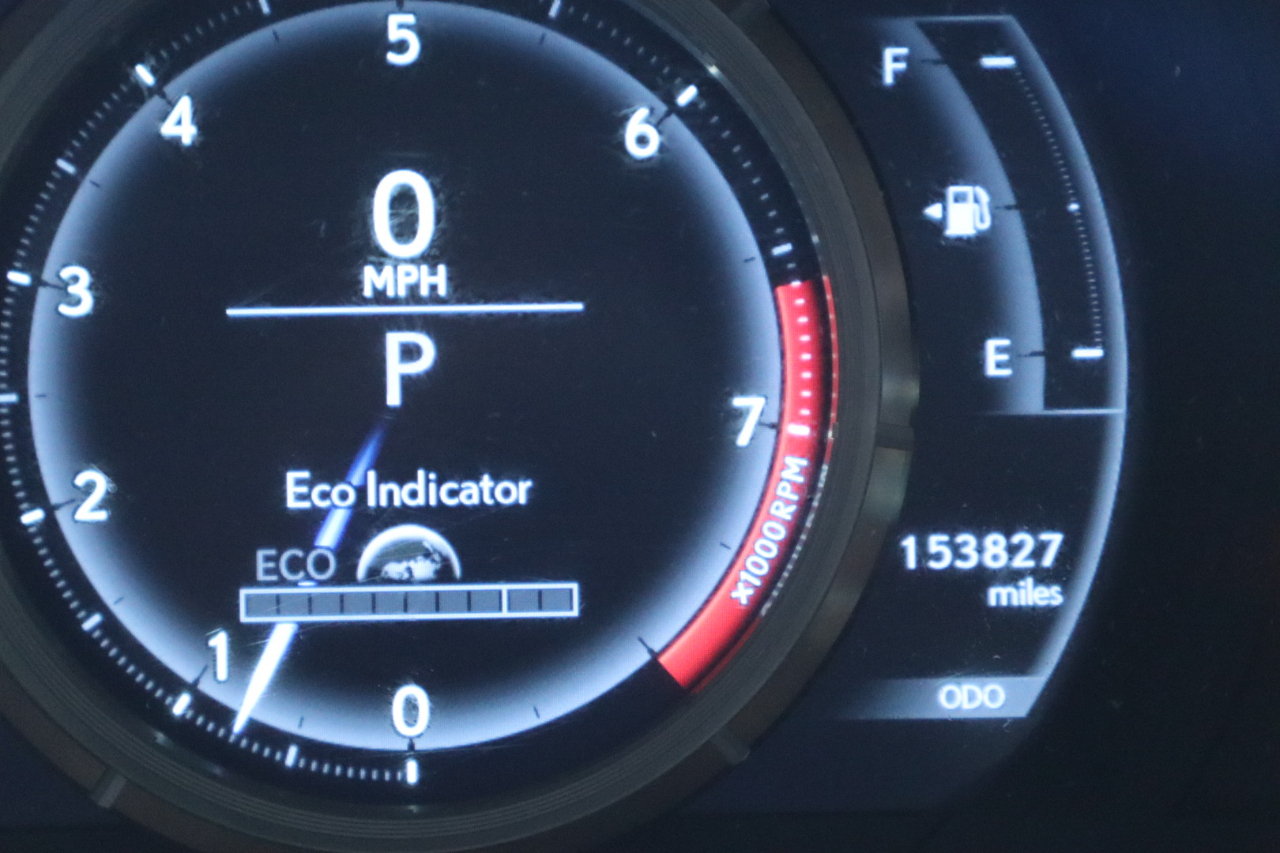 5
4
6
3
2
7
1
0
0
MPH
P
Eco Indicator
ECO
x1000RPM
F
E
153827
miles
ODO